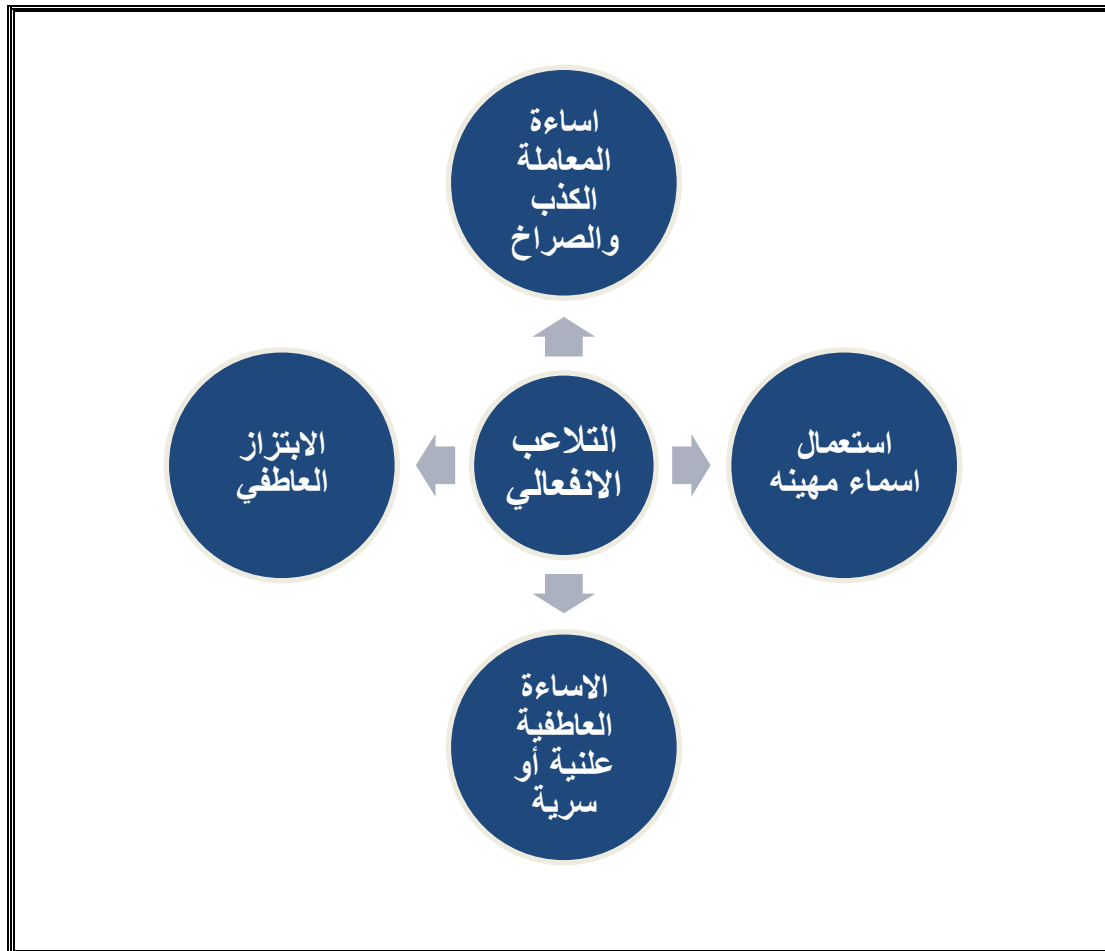 اساءة
المعاملة
الكذب
والصراخ
استعمال
اسماء مهينه
التلاعب
الانفعالي
الابتزاز
العاطفي
الاساءة
العاطفية
علنية أو
سرية